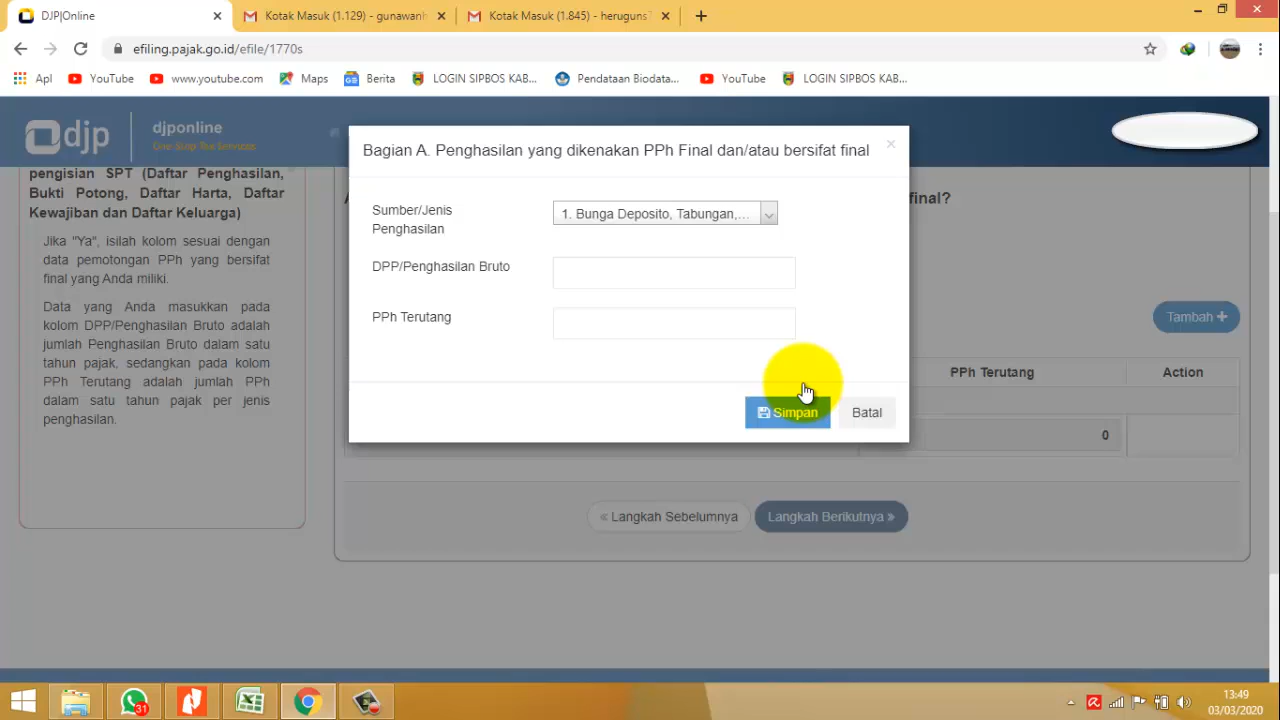 DJP|Online
Kotak Masuk (1.129) - gunawanh
Kotak Masuk (1.845) - heruguns
efiling.pajak.go.id/efile/1770s
Apl
YouTube
www.youtube.com
Maps
Berita
LOGIN SIPBOS KAB...
Pendataan Biodata...
YouTube
LOGIN SIPBOS KAB...
djp
djponline
One Stop Tax Services
pengisian SPT (Daftar Penghasilan,
Bukti Potong, Daftar Harta, Daftar
Kewajiban dan Daftar Keluarga)
Jika "Ya", isilah kolom sesuai dengan
data pemotongan PPh yang bersifat
final yang Anda miliki.
Data yang Anda masukkan pada
kolom DPP/Penghasilan Bruto adalah
jumlah Penghasilan Bruto dalam satu
tahun pajak, sedangkan pada kolom
PPh Terutang adalah jumlah PPh
dalam satu tahun pajak per jenis
penghasilan.
Bagian A. Penghasilan yang dikenakan PPh Final dan/atau bersifat final
×
Sumber/Jenis
Penghasilan
1. Bunga Deposito, Tabungan,...
DPP/Penghasilan Bruto
PPh Terutang
Simpan
Batal
final?
Tambah +
PPh Terutang
Action
0
« Langkah Sebelumnya
Langkah Berikutnya »
31
13:49
03/03/2020